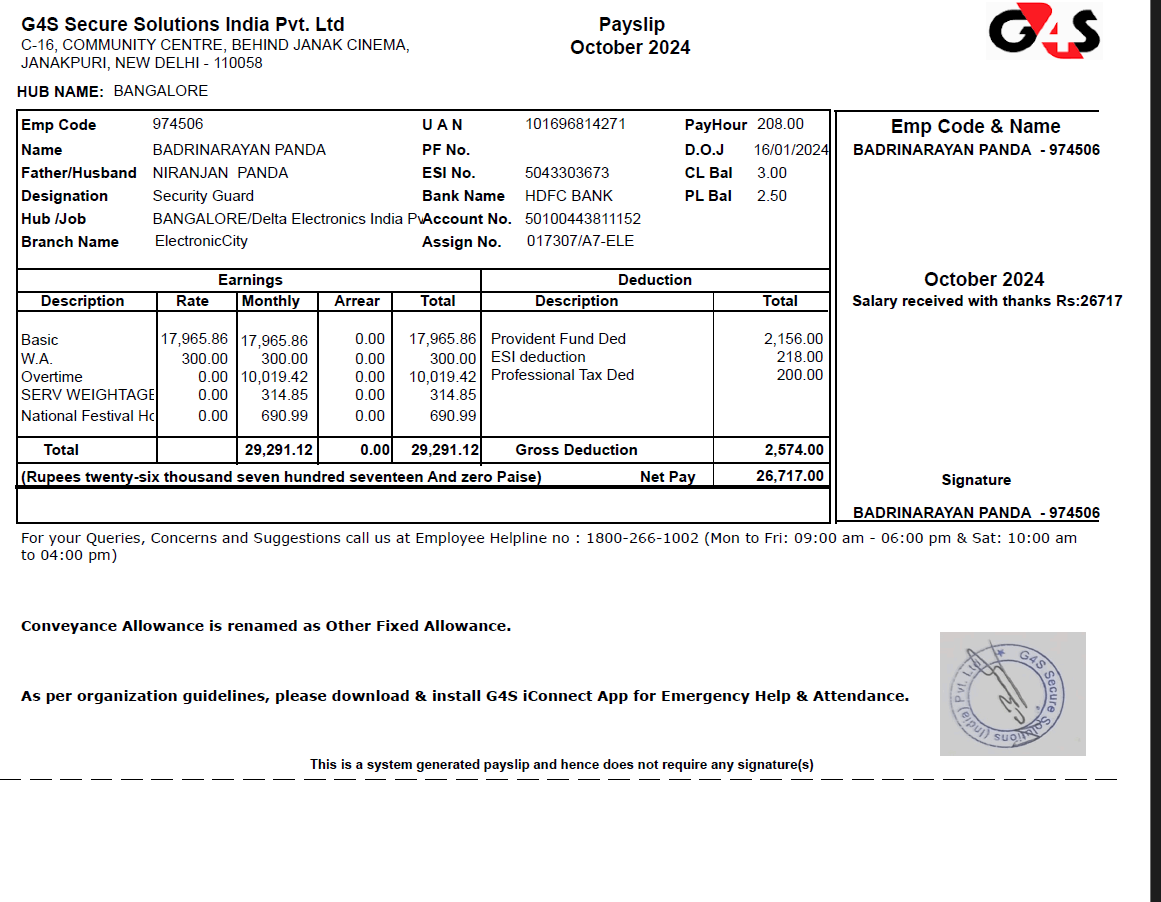 G4S Secure Solutions India Pvt. Ltd
C-16, COMMUNITY CENTRE, BEHIND JANAK CINEMA,
JANAKPURI, NEW DELHI - 110058
HUB NAME: BANGALORE
Payslip
October 2024
G4S
Emp Code 974506 U A N 101696814271 PayHour 208.00
Name BADRINARAYAN PANDA PF No. D.O.J 16/01/2024
Father/Husband NIRANJAN PANDA ESI No. 5043303673 CL Bal 3.00
Designation Security Guard Bank Name HDFC BANK PL Bal 2.50
Hub /Job BANGALORE/Delta Electronics India Pv Account No. 50100443811152
Branch Name ElectronicCity Assign No. 017307/A7-ELE
Earnings Deduction
Description Rate Monthly Arrear Total Description Total
Basic 17,965.86 17,965.86 0.00 17,965.86 Provident Fund Ded 2,156.00
W.A. 300.00 300.00 0.00 300.00 ESI deduction 218.00
Overtime 0.00 10,019.42 0.00 10,019.42 Professional Tax Ded 200.00
SERV WEIGHTAGE 0.00 314.85 0.00 314.85
National Festival Ho 0.00 690.99 0.00 690.99
Total 29,291.12 0.00 29,291.12 Gross Deduction 2,574.00
(Rupees twenty-six thousand seven hundred seventeen And zero Paise) Net Pay 26,717.00
Emp Code & Name
BADRINARAYAN PANDA - 974506
October 2024
Salary received with thanks Rs:26717
Signature
BADRINARAYAN PANDA - 974506
For your Queries, Concerns and Suggestions call us at Employee Helpline no : 1800-266-1002 (Mon to Fri: 09:00 am - 06:00 pm & Sat: 10:00 am
to 04:00 pm)
Conveyance Allowance is renamed as Other Fixed Allowance.
As per organization guidelines, please download & install G4S iConnect App for Emergency Help & Attendance.
G4S Secure Solutions (India) Pvt. Ltd
This is a system generated payslip and hence does not require any signature(s)